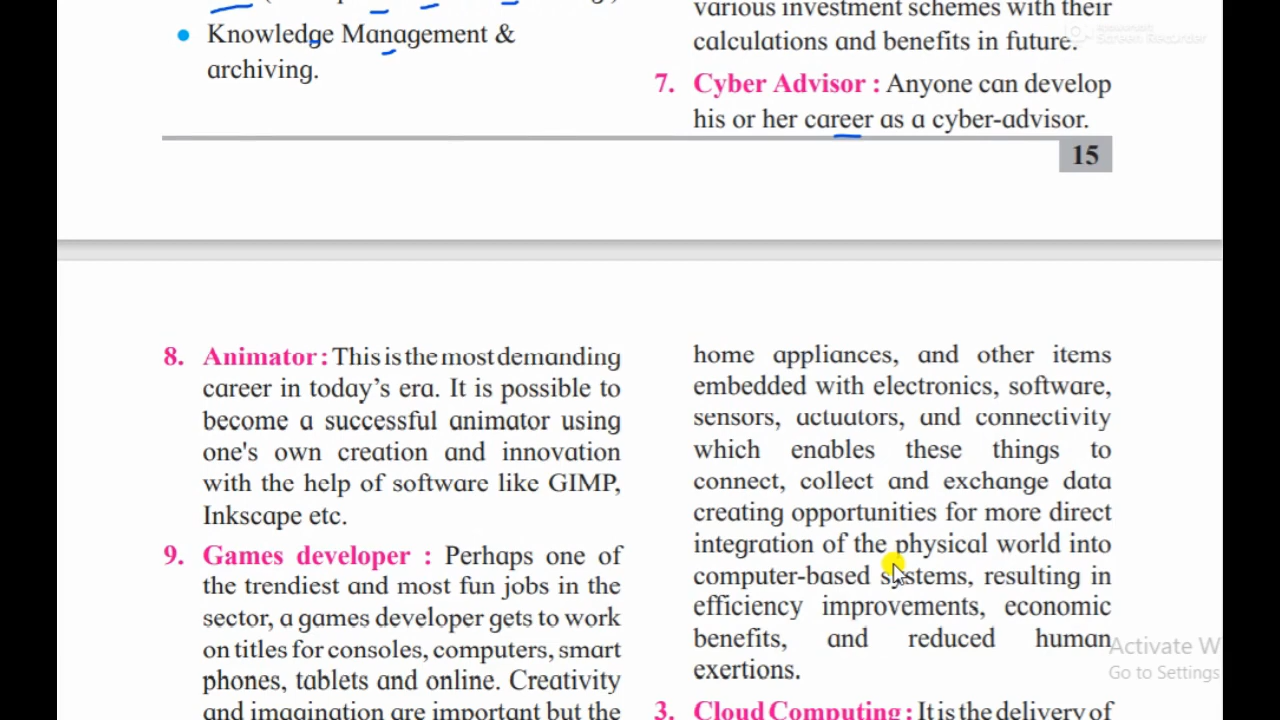 Knowledge Management &
archiving.
various investment schemes with their
calculations and benefits in future.
7. Cyber Advisor : Anyone can develop
his or her career as a cyber-advisor.
15
8. Animator : This is the most demanding
career in today's era. It is possible to
become a successful animator using
one's own creation and innovation
with the help of software like GIMP,
Inkscape etc.
9. Games developer : Perhaps one of
the trendiest and most fun jobs in the
sector, a games developer gets to work
on titles for consoles, computers, smart
phones, tablets and online. Creativity
and imagination are important but the
home appliances, and other items
embedded with electronics, software,
sensors, actuators, and connectivity
which enables these things to
connect, collect and exchange data
creating opportunities for more direct
integration of the physical world into
computer-based systems, resulting in
efficiency improvements, economic
benefits, and reduced human
exertions.
3. Cloud Computing : It is the delivery of
Activate W
Go to Settings
Screen Recorder